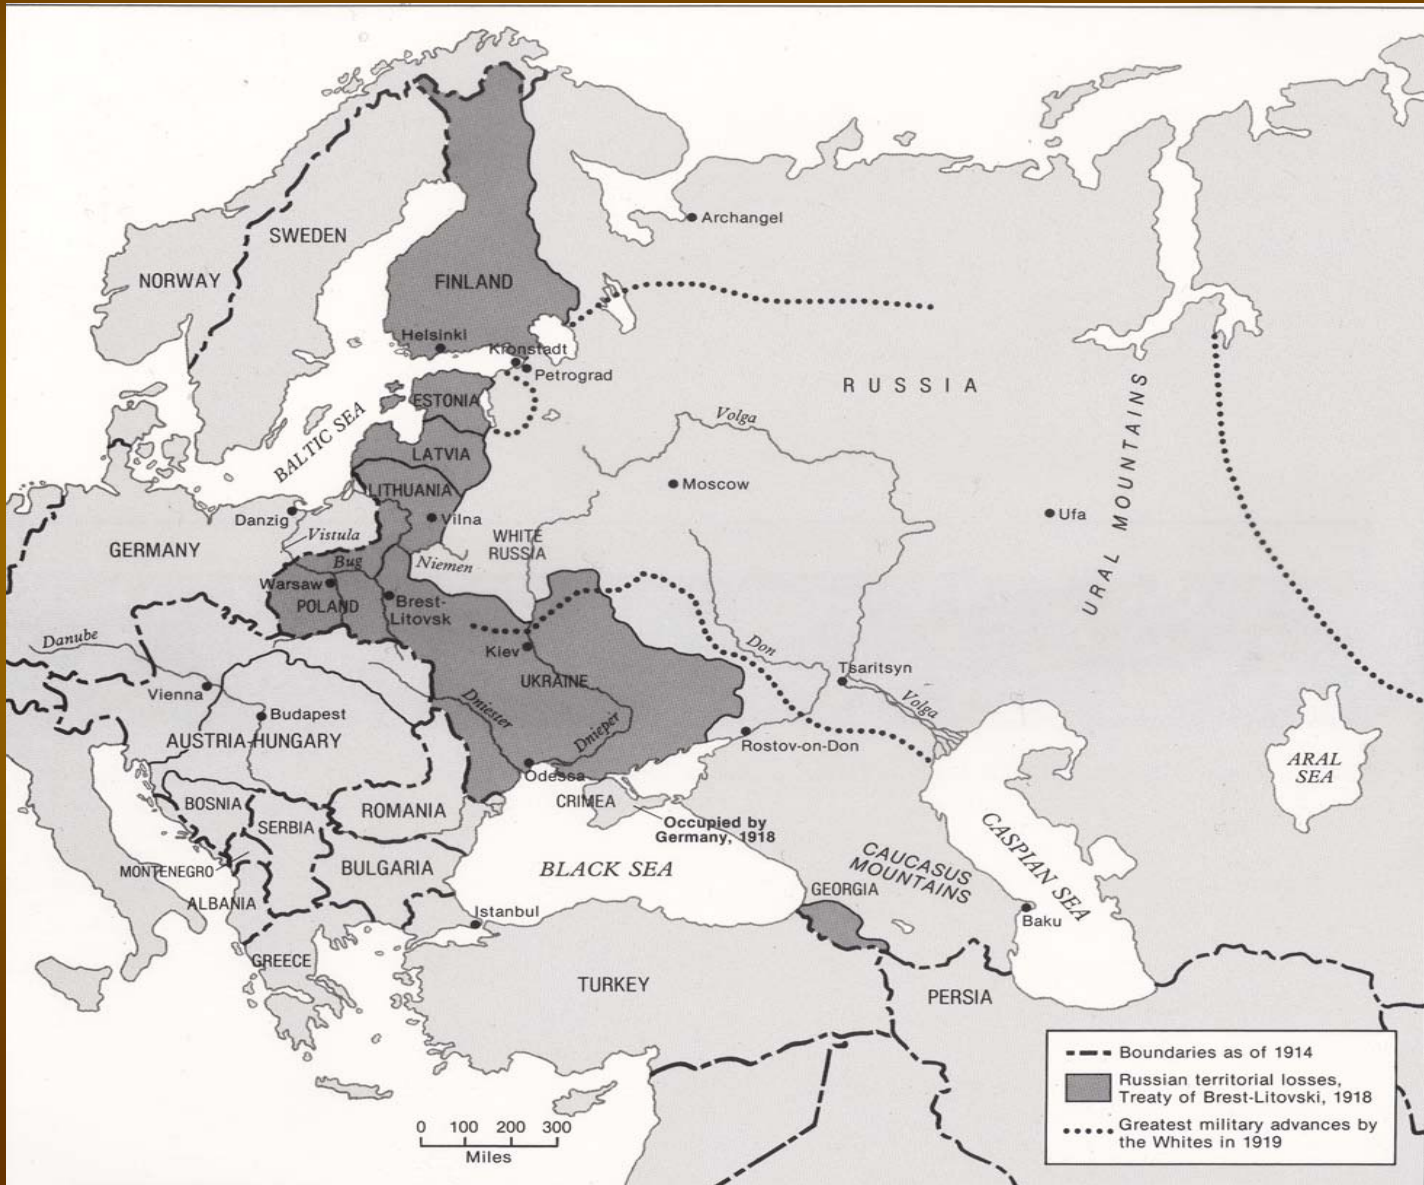 Archangel
SWEDEN
NORWAY
FINLAND
Helsinki
Kronstadt
Petrograd
RUSSIA
ESTONIA
BALTIC SEA
Volga
LATVIA
Moscow
LITHUANIA
Ufa
URAL MOUNTAINS
Danzig
Vilna
Vistula
WHITE
RUSSIA
GERMANY
Bug
Niemen
Warsaw
POLAND
Brest-
Litovsk
Danube
Kiev
Don
Tsaritsyn
UKRAINE
Vienna
Dniester
Volga
Budapest
Dnieper
AUSTRIA-HUNGARY
Rostov-on-Don
ARAL
SEA
Odessa
BOSNIA
ROMANIA
CRIMEA
SERBIA
Occupied by
Germany, 1918
CASPIAN SEA
MONTENEGRO
BULGARIA
BLACK SEA
CAUCASUS
MOUNTAINS
GEORGIA
ALBANIA
Istanbul
Baku
GREECE
TURKEY
PERSIA
Boundaries as of 1914
Russian territorial losses,
Treaty of Brest-Litovski, 1918
Greatest military advances by
the Whites in 1919
0 100 200 300
Miles